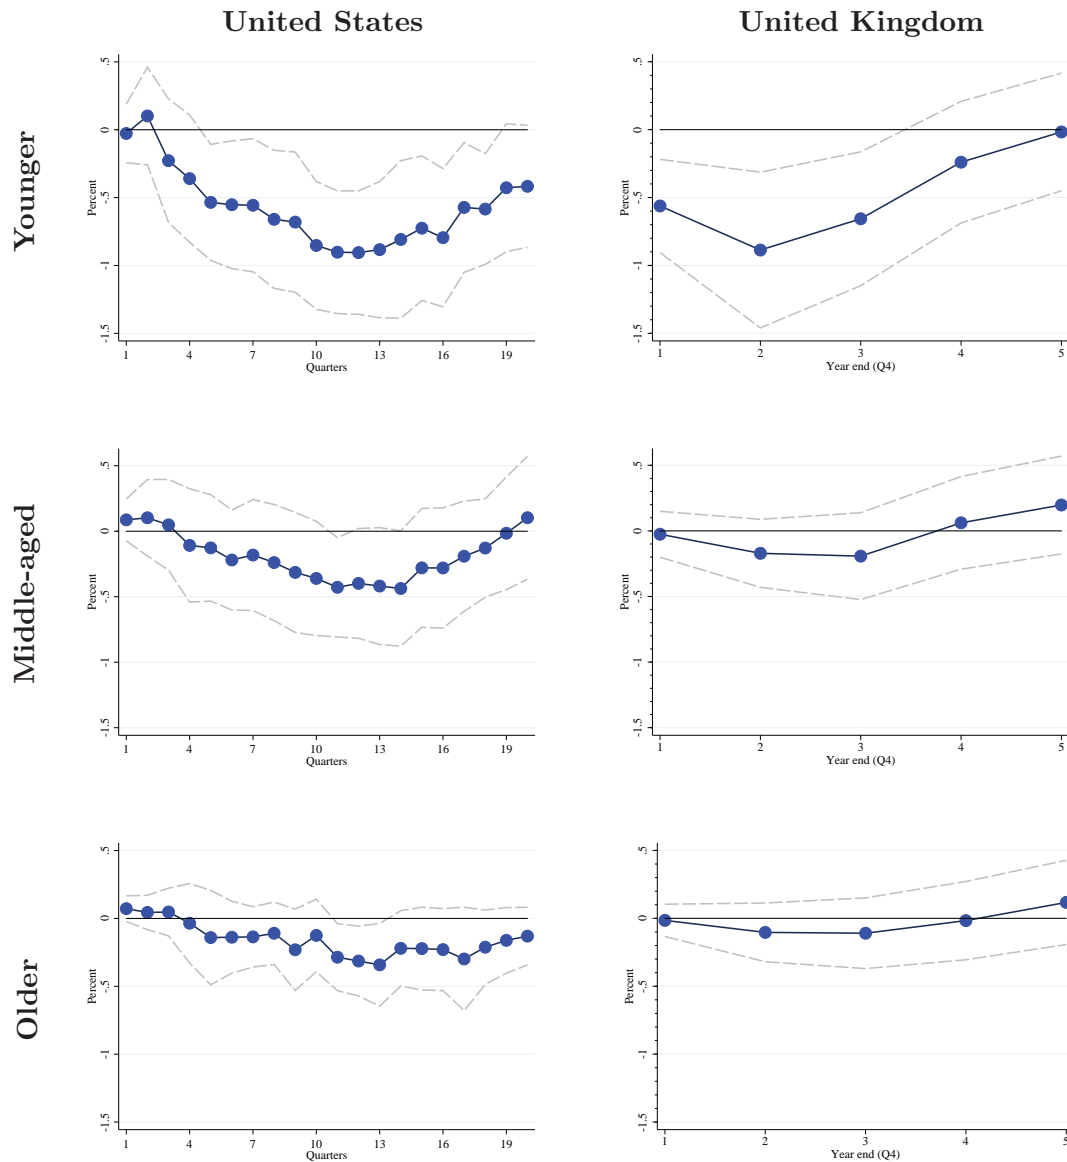 United States
United Kingdom
Younger
Percent
.5
0
-.5
-1
-1.5
1 4 7 10 13 16 19
Quarters
Percent
.5
0
-.5
-1
-1.5
1 2 3 4 5
Year end (Q4)
Middle-aged
Percent
.5
0
-.5
-1
-1.5
1 4 7 10 13 16 19
Quarters
Percent
.5
0
-.5
-1
-1.5
1 2 3 4 5
Year end (Q4)
Older
Percent
.5
0
-.5
-1
-1.5
1 4 7 10 13 16 19
Quarters
Percent
.5
0
-.5
-1
-1.5
1 2 3 4 5
Year end (Q4)